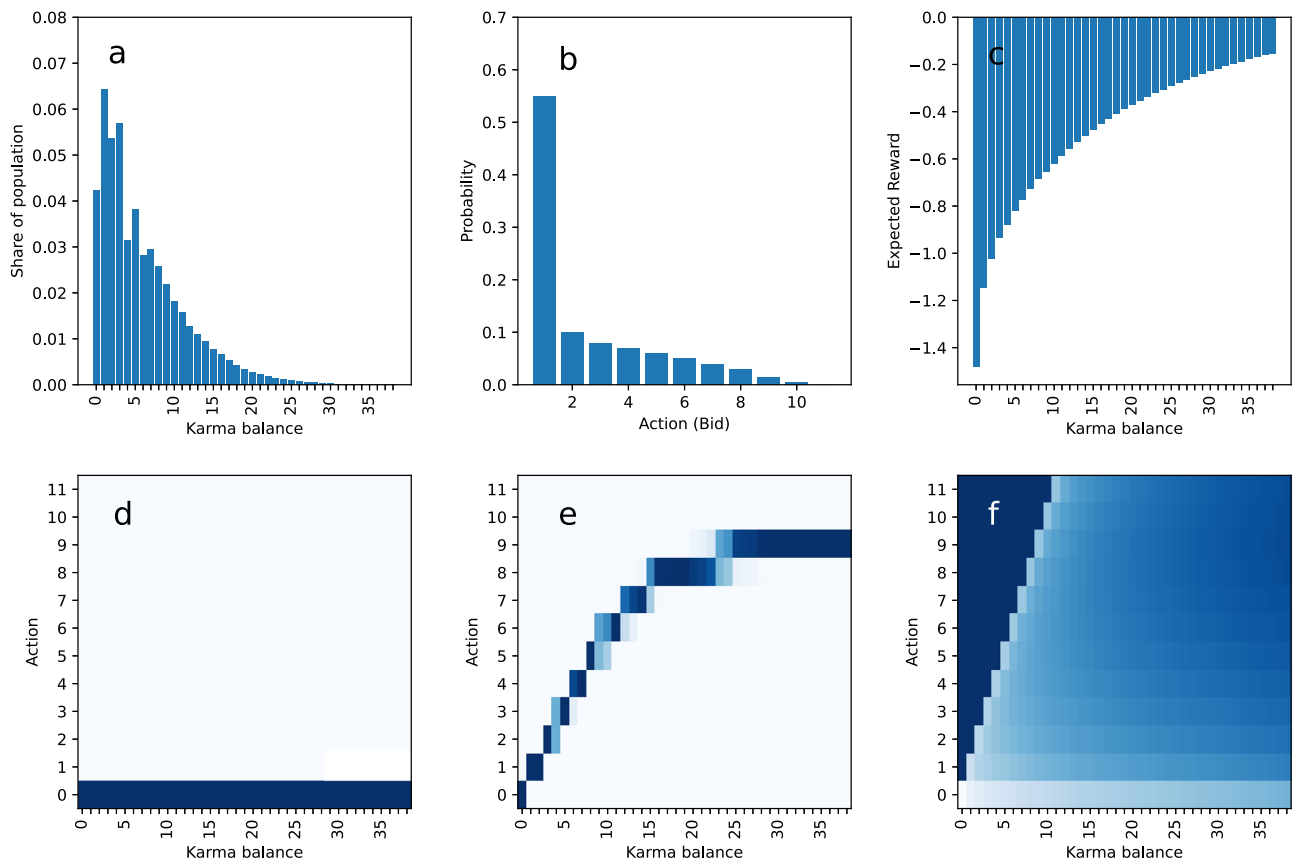 a
0.08
0.07
0.06
0.05
0.04
0.03
0.02
0.01
0.00
Share of population
0 5 10 15 20 25 30 35
Karma balance
b
0.7
0.6
0.5
0.4
0.3
0.2
0.1
0.0
Probability
2 4 6 8 10
Action (Bid)
c
0.0
−0.2
−0.4
−0.6
−0.8
−1.0
−1.2
−1.4
Expected Reward
0 5 10 15 20 25 30 35
Karma balance
d
11
10
9
8
7
6
5
4
3
2
1
0
Action
0 5 10 15 20 25 30 35
Karma balance
e
11
10
9
8
7
6
5
4
3
2
1
0
Action
0 5 10 15 20 25 30 35
Karma balance
f
11
10
9
8
7
6
5
4
3
2
1
0
Action
0 5 10 15 20 25 30 35
Karma balance